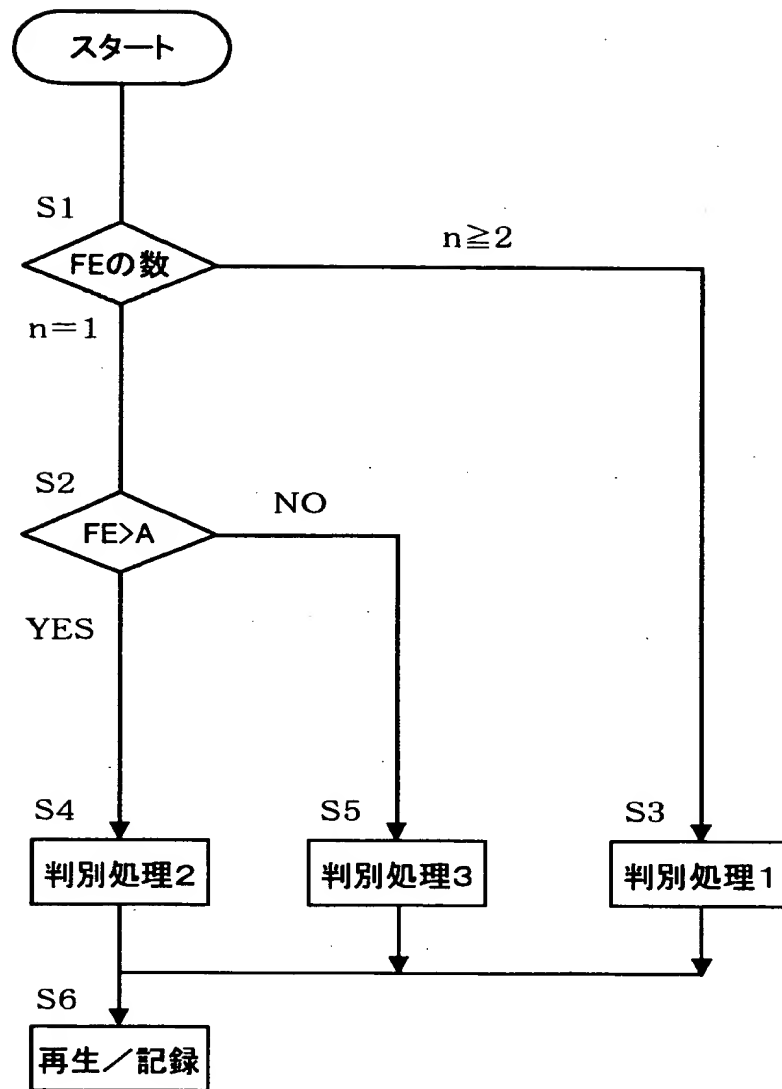 スタート
S1
FEの数
n≧2
n=1
S2
FE>A
NO
YES
S4
判別処理2
S5
判別処理3
S3
判別処理1
S6
再生／記録